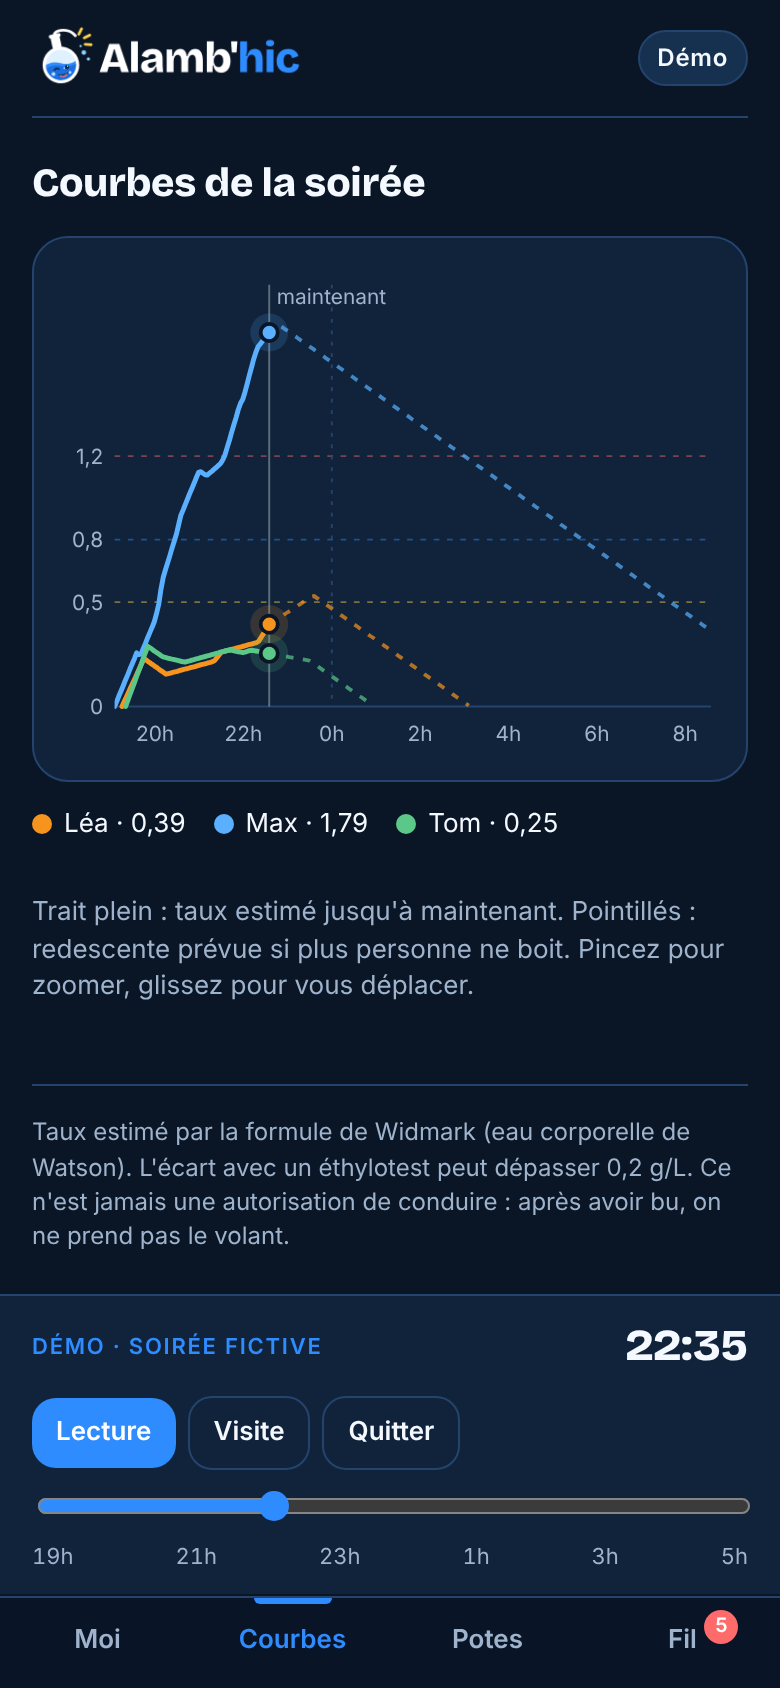 Alamb'hic
Démo
Courbes de la soirée
maintenant
1,2
0,8
0,5
0
20h 22h 0h 2h 4h 6h 8h
Léa · 0,39 Max · 1,79 Tom · 0,25
Trait plein : taux estimé jusqu'à maintenant. Pointillés :
redescente prévue si plus personne ne boit. Pincez pour
zoomer, glissez pour vous déplacer.
Taux estimé par la formule de Widmark (eau corporelle de
Watson). L'écart avec un éthylotest peut dépasser 0,2 g/L. Ce
n'est jamais une autorisation de conduire : après avoir bu, on
ne prend pas le volant.
DÉMO · SOIRÉE FICTIVE
22:35
Lecture Visite Quitter
19h 21h 23h 1h 3h 5h
Moi Courbes Potes Fil 5